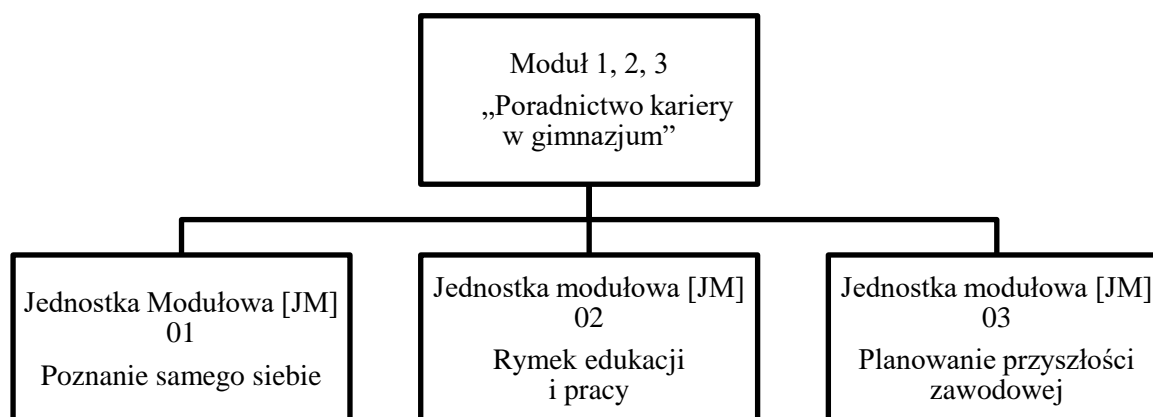 Moduł 1, 2, 3
„Poradnictwo kariery
w gimnazjum”
Jednostka Modułowa [JM]
01
Poznanie samego siebie
Jednostka modułowa [JM]
02
Rymek edukacji
i pracy
Jednostka modułowa [JM]
03
Planowanie przyszłości
zawodowej